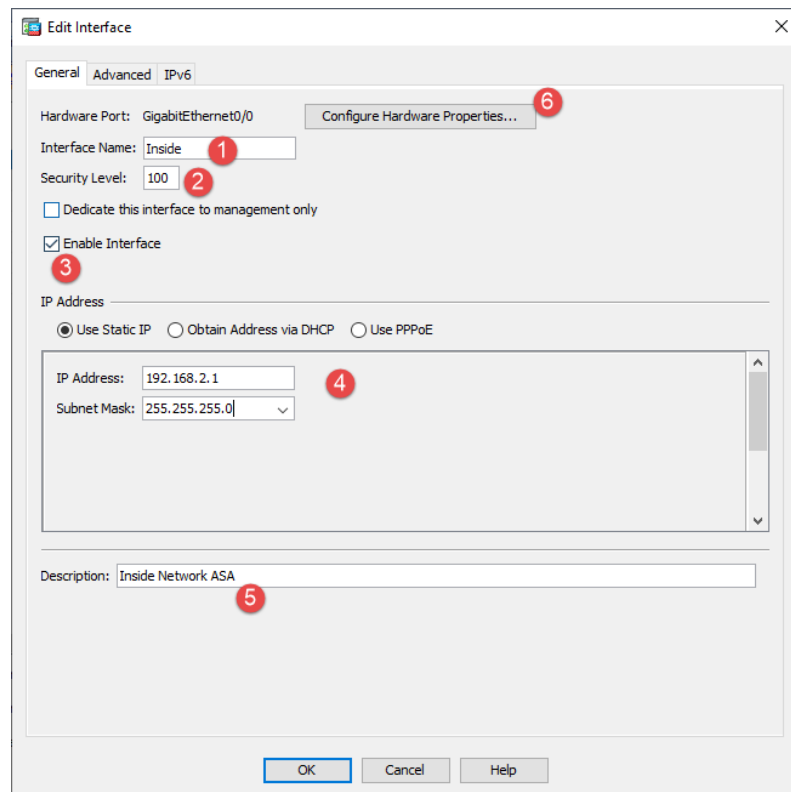 Edit Interface
General Advanced IPv6
6
Hardware Port: GigabitEthernet0/0 Configure Hardware Properties...
Interface Name: Inside 1
Security Level: 100 2
Dedicate this interface to management only
Enable Interface
3
IP Address
Use Static IP Obtain Address via DHCP Use PPPoE
IP Address: 192.168.2.1 4
Subnet Mask: 255.255.255.0
Description: Inside Network ASA
5
OK Cancel Help